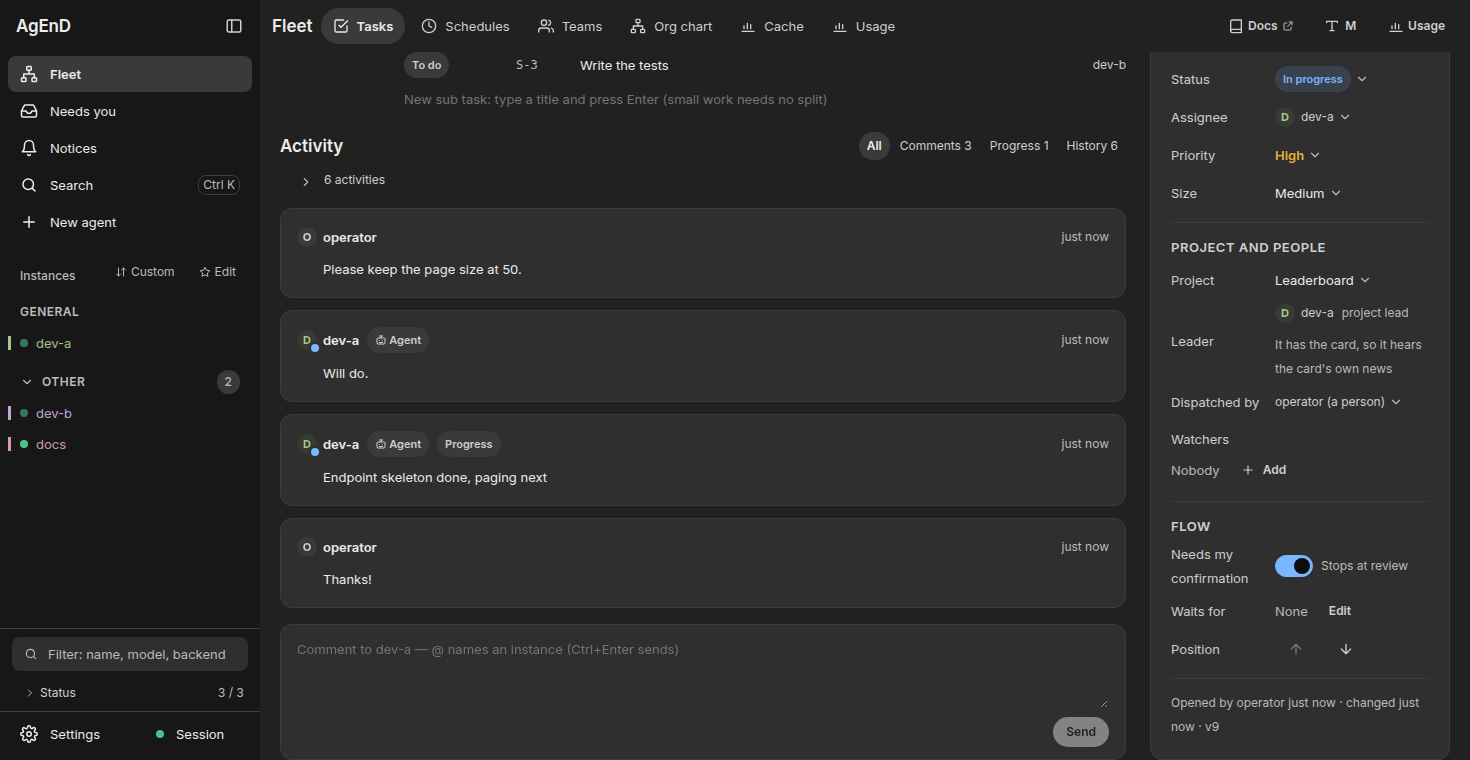 AgEnD
Fleet
Needs you
Notices
Search Ctrl K
New agent
Instances Custom Edit
GENERAL
dev-a
OTHER 2
dev-b
docs
Filter: name, model, backend
Status 3 / 3
Settings Session
Fleet Tasks Schedules Teams Org chart Cache Usage Docs M Usage
To do S-3 Write the tests dev-b
New sub task: type a title and press Enter (small work needs no split)
Activity All Comments 3 Progress 1 History 6
6 activities
O operator just now
Please keep the page size at 50.
D dev-a Agent just now
Will do.
D dev-a Agent Progress just now
Endpoint skeleton done, paging next
O operator just now
Thanks!
Comment to dev-a — @ names an instance (Ctrl+Enter sends)
Send
Status In progress
Assignee D dev-a
Priority High
Size Medium
PROJECT AND PEOPLE
Project Leaderboard
D dev-a project lead
Leader
It has the card, so it hears
the card's own news
Dispatched by operator (a person)
Watchers
Nobody Add
FLOW
Needs my
confirmation
Stops at review
Waits for None Edit
Position
Opened by operator just now · changed just
now · v9